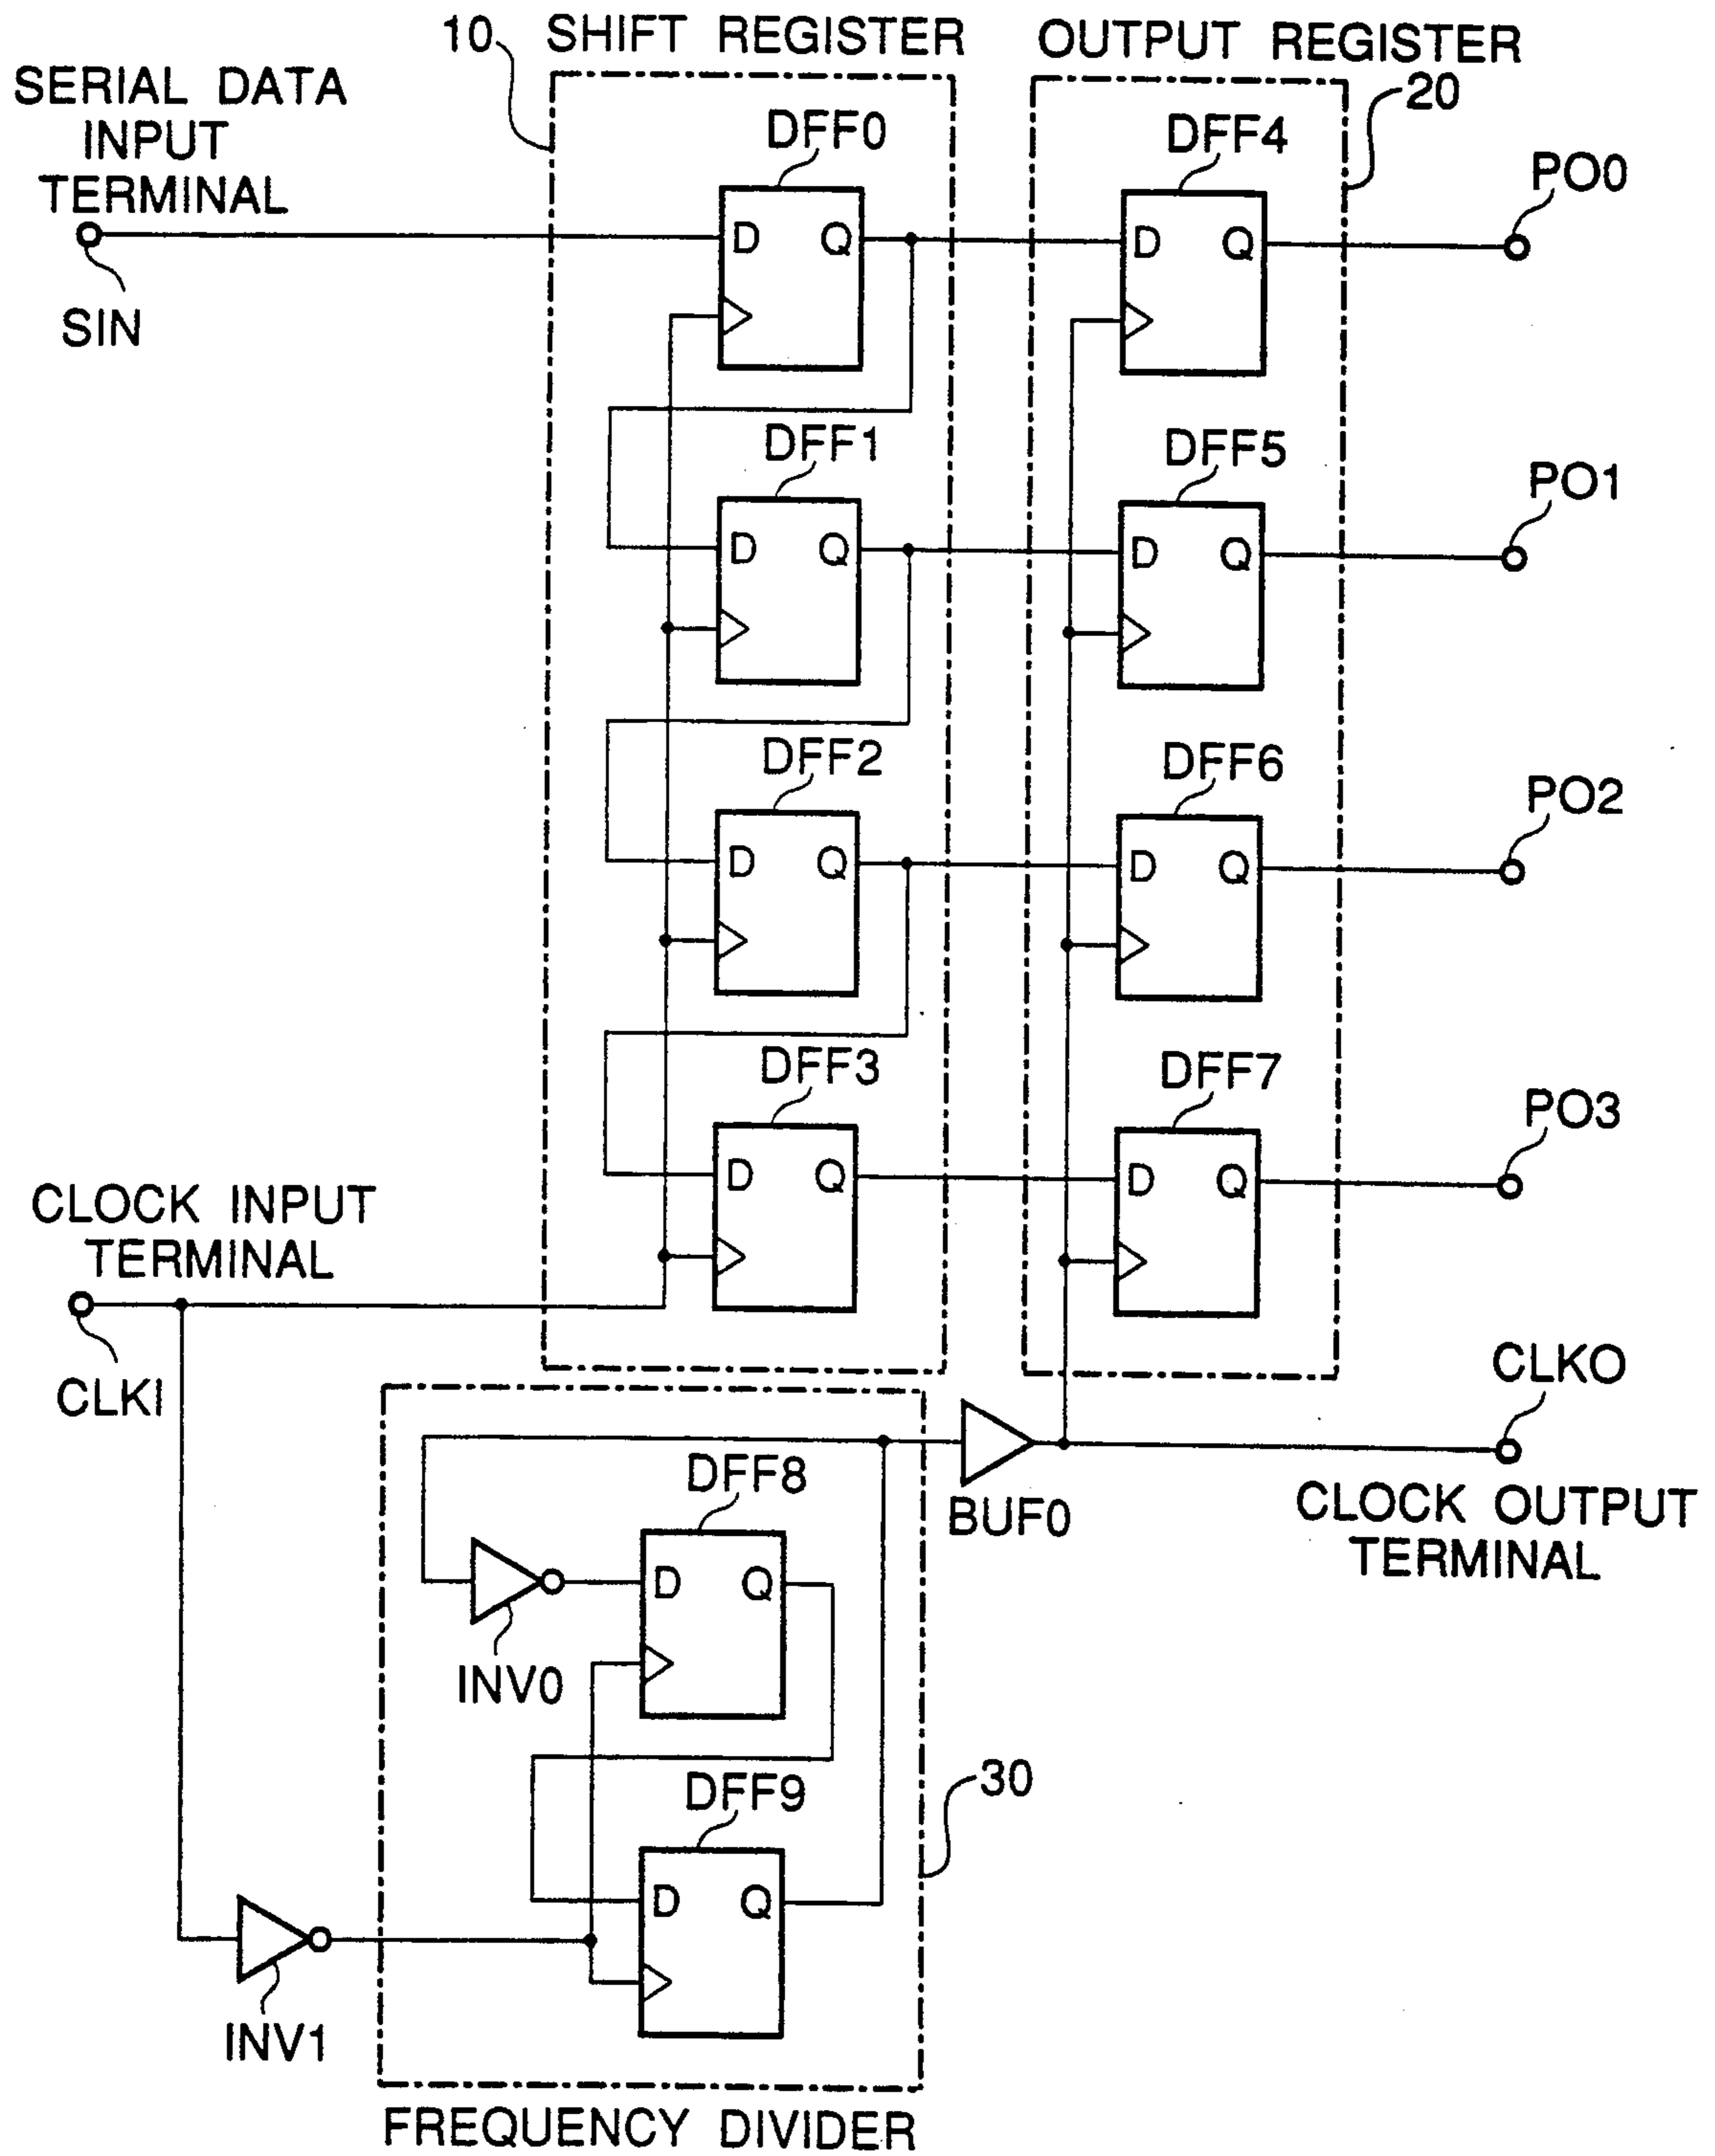 10
SHIFT REGISTER
OUTPUT REGISTER
20
SERIAL DATA
INPUT
TERMINAL
SIN
DFF0
D Q
DFF4
D Q
PO0
DFF1
D Q
DFF5
D Q
PO1
DFF2
D Q
DFF6
D Q
PO2
DFF3
D Q
DFF7
D Q
PO3
CLOCK INPUT
TERMINAL
CLKI
CLKO
CLOCK OUTPUT
TERMINAL
BUF0
DFF8
D Q
INV0
DFF9
D Q
30
INV1
FREQUENCY DIVIDER